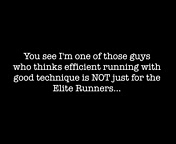 You see I'm one of those guys
who thinks efficient running with
good technique is NOT just for the
Elite Runners...